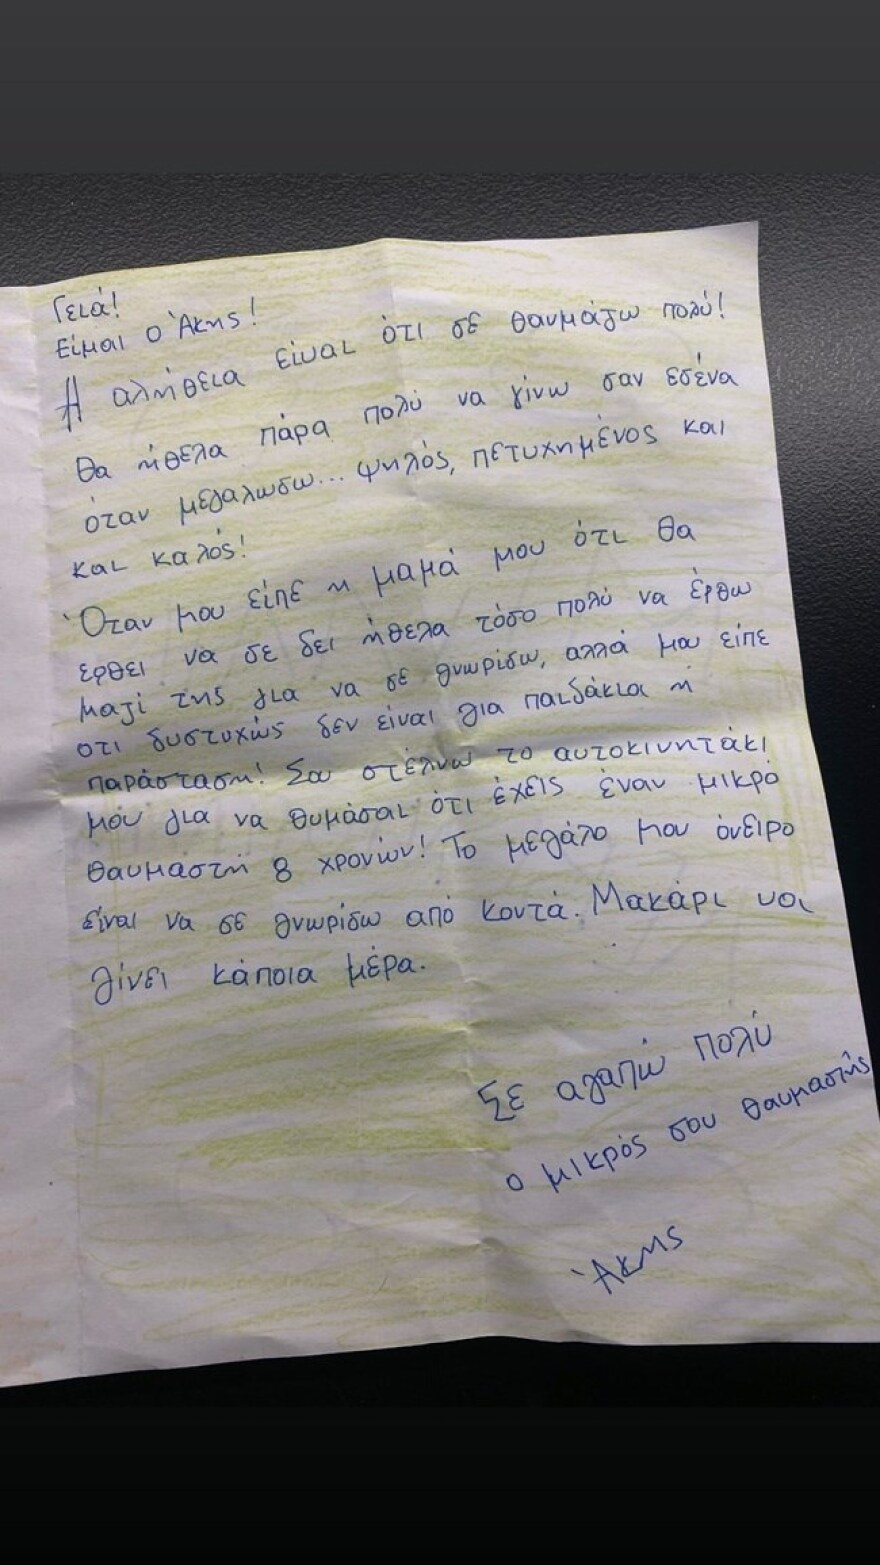 Γειά!
Είμαι ο Άκης!
Η αλήθεια είναι ότι σε θαυμάζω πολύ!
Θα ήθελα πάρα πολύ να γίνω σαν εσένα
όταν μεγαλώσω... ψηλός, πετυχημένος και
και καλός!
Όταν μου είπε η μαμά μου ότι θα
έρθει να σε δει ήθελα τόσο πολύ να έρθω
μαζί της για να σε γνωρίσω, αλλά μου είπε
οτι δυστυχώς δεν είναι για παιδάκια η
παράσταση! Σου στέλνω το αυτοκινητάκι
μου για να θυμάσαι ότι έχεις έναν μικρό
θαυμαστή 8 χρονών! Το μεγάλο μου όνειρο
είναι να σε γνωρίσω από κοντά. Μακάρι να
γίνει κάποια μέρα.
Σε αγαπώ πολύ
ο μικρός σου θαυμαστής
Άκης